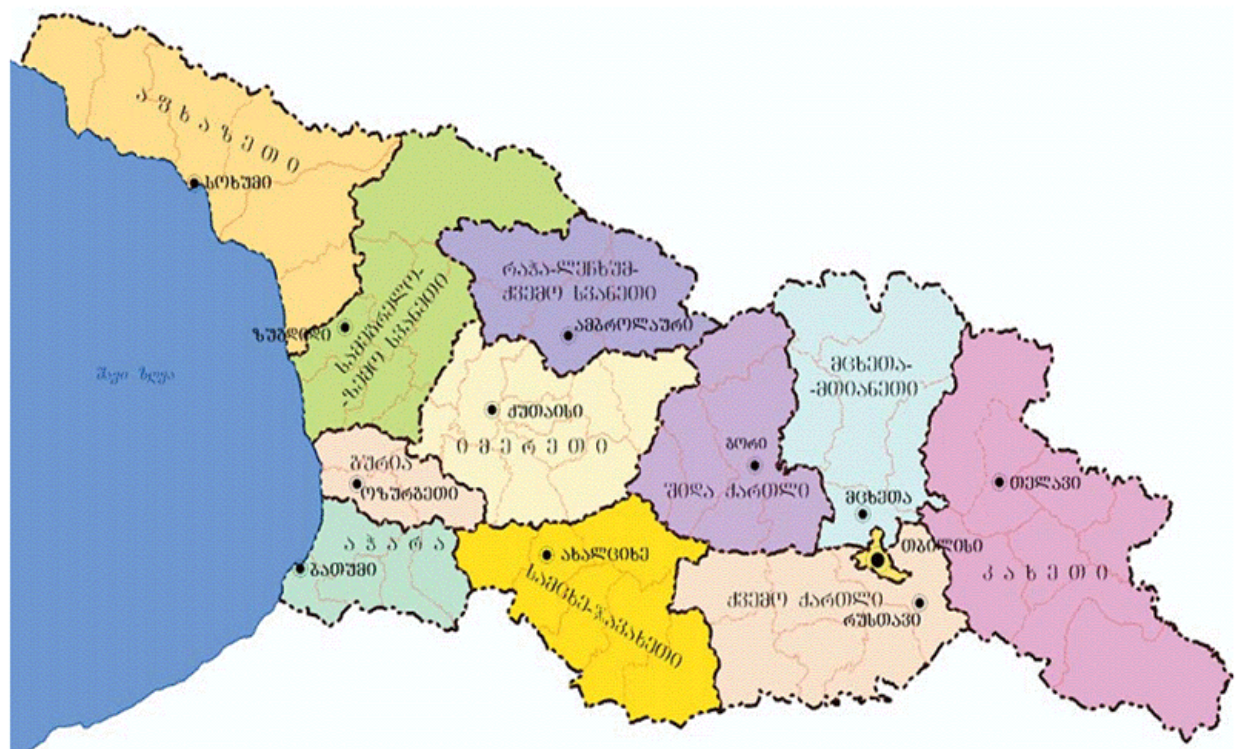 აფხაზეთი
სოხუმი
ზუგდიდი
სამეგრელო-
-ზემო სვანეთი
რაჭა-ლეჩხუმ-
ქვემო სვანეთი
ამბროლაური
შავი ზღვა
მცხეთა-
-მთიანეთი
ქუთაისი
იმერეთი
გორი
შიდა ქართლი
მცხეთა
თელავი
გურია
ოზურგეთი
აჭარა
ბათუმი
ახალციხე
სამცხე-ჯავახეთი
თბილისი
ქვემო ქართლი
რუსთავი
კახეთი